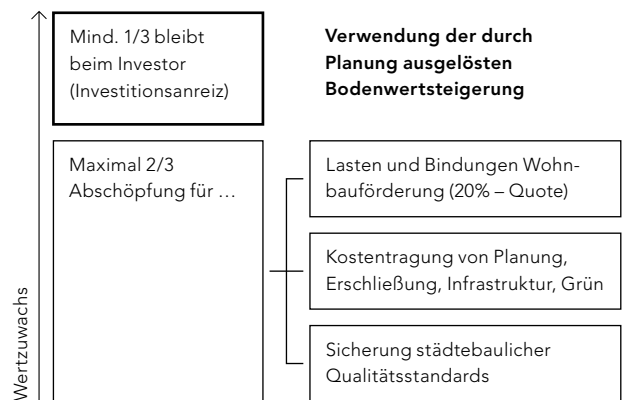 Mind. 1/3 bleibt
beim Investor
(Investitionsanreiz)
Verwendung der durch
Planung ausgelösten
Bodenwertsteigerung
Maximal 2/3
Abschöpfung für …
Lasten und Bindungen Wohn-
bauförderung (20% – Quote)
Kostentragung von Planung,
Erschließung, Infrastruktur, Grün
Sicherung städtebaulicher
Qualitätsstandards
Wertzuwachs